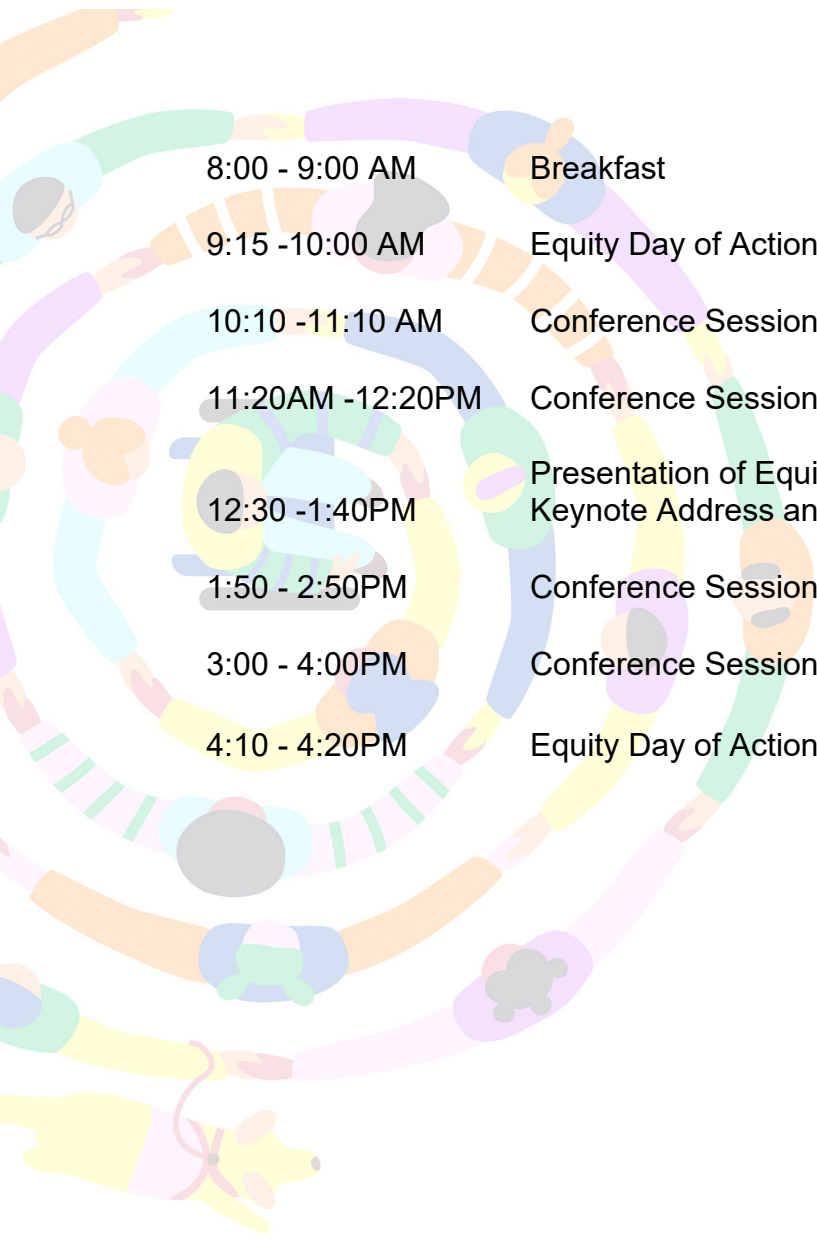 8:00 - 9:00 AM Breakfast
9:15 -10:00 AM Equity Day of Action
10:10 -11:10 AM Conference Session
11:20AM -12:20PM Conference Session
Presentation of Equi
12:30 -1:40PM Keynote Address an
1:50 - 2:50PM Conference Session
3:00 - 4:00PM Conference Session
4:10 - 4:20PM Equity Day of Action